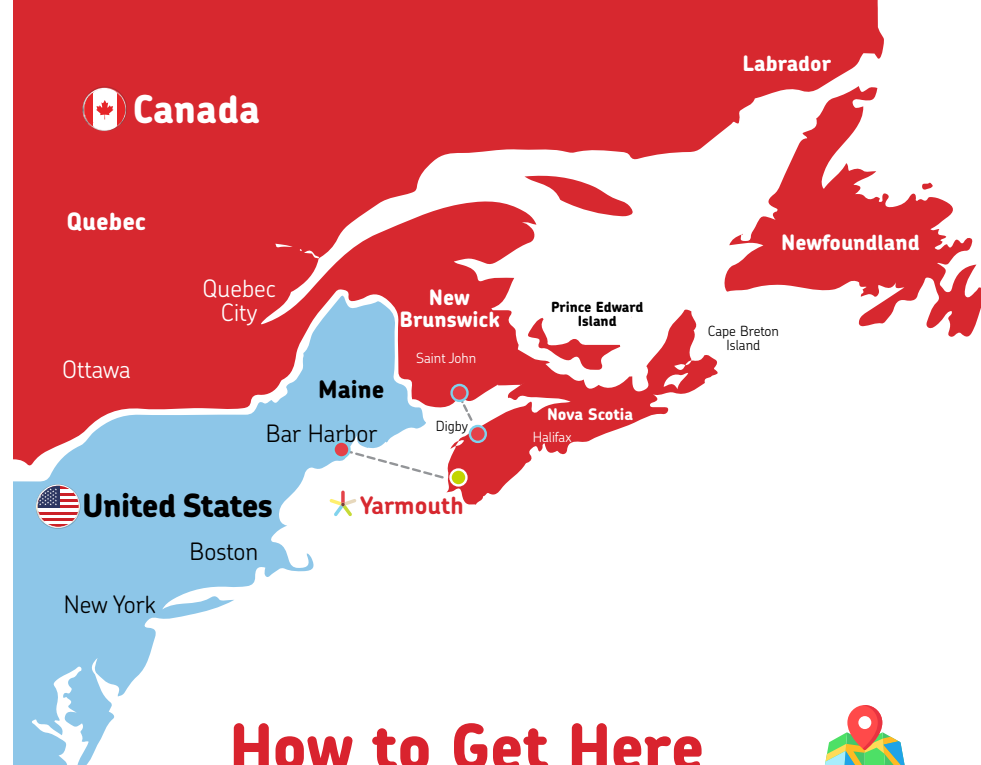 Labrador
Canada
Quebec
Newfoundland
Quebec
City
New
Brunswick
Prince Edward
Island
Cape Breton
Island
Saint John
Ottawa
Maine
Nova Scotia
Digby
Bar Harbor
Halifax
United States
Yarmouth
Boston
New York
How to Get Here